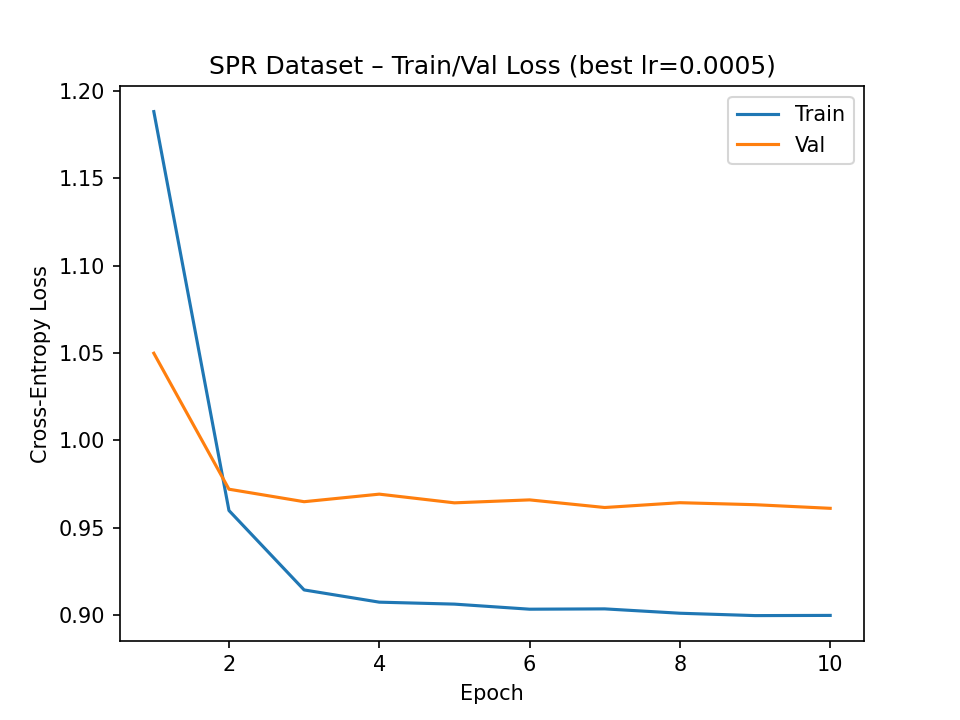 SPR Dataset – Train/Val Loss (best lr=0.0005)
Train
Val
Cross-Entropy Loss
1.20
1.15
1.10
1.05
1.00
0.95
0.90
2 4 6 8 10
Epoch